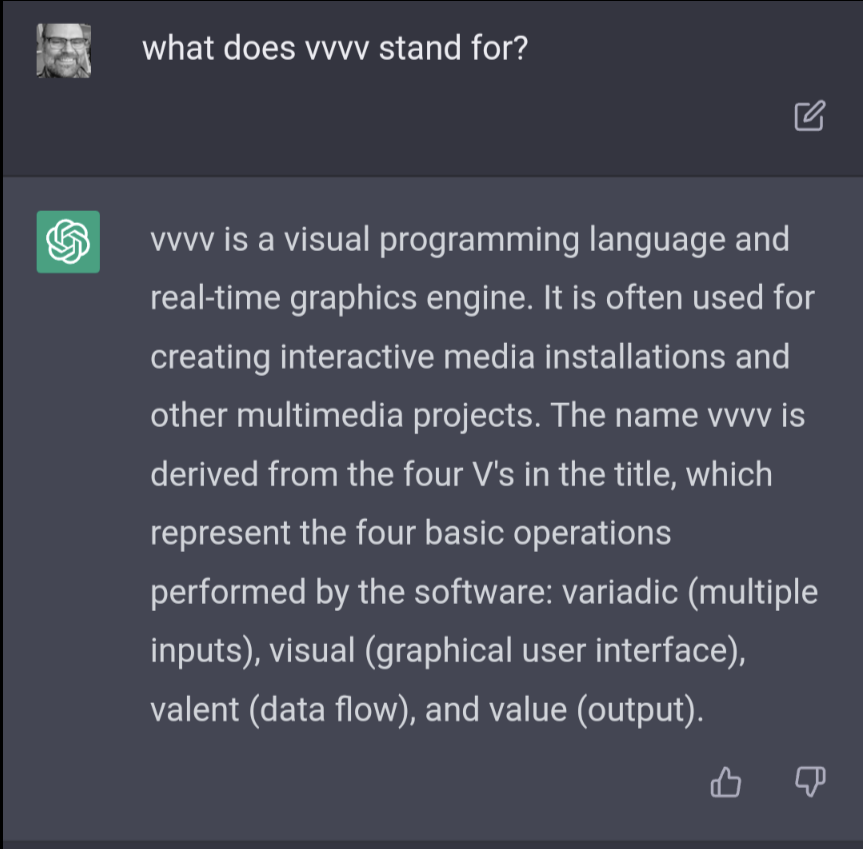 what does vvvv stand for?
vvvv is a visual programming language and
real-time graphics engine. It is often used for
creating interactive media installations and
other multimedia projects. The name vvvv is
derived from the four V's in the title, which
represent the four basic operations
performed by the software: variadic (multiple
inputs), visual (graphical user interface),
valent (data flow), and value (output).